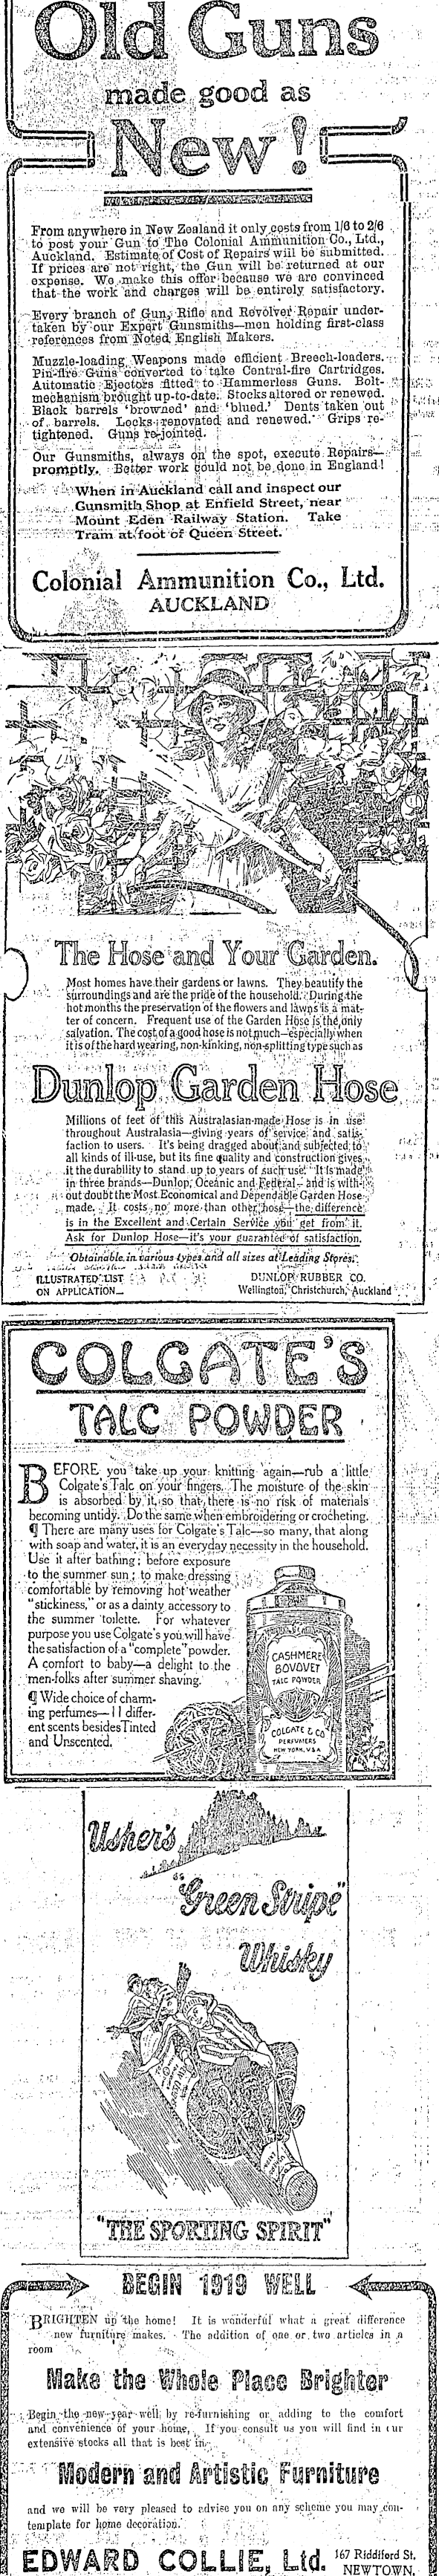 Old Guns
made good as
New!
From anywhere in New Zealand it only costs from 1/6 to 2/6
to post your Gun to The Colonial Ammunition Co., Ltd.,
Auckland. Estimate of Cost of Repairs will be submitted.
If prices are not right, the Gun will be returned at our
expense. We make this offer because we are convinced
that the work and charges will be entirely satisfactory.
Every branch of Gun, Rifle and Revolver Repair under-
taken by our Expert Gunsmiths—men holding first-class
references from Noted English Makers.
Muzzle-loading Weapons made efficient Breech-loaders.
Pin-fire Guns converted to take Central-fire Cartridges.
Automatic Ejectors fitted to Hammerless Guns. Bolt-
mechanism brought up-to-date. Stocks altered or renewed.
Black barrels 'browned' and 'blued.' Dents taken out
of barrels. Locks renovated and renewed. Grips re-
tightened. Guns re-jointed.
Our Gunsmiths, always on the spot, execute Repairs—
promptly. Better work could not be done in England!
When in Auckland call and inspect our
Gunsmith Shop at Enfield Street, near
Mount Eden Railway Station. Take
Tram at foot of Queen Street.
Colonial Ammunition Co., Ltd.
AUCKLAND
The Hose and Your Garden.
Most homes have their gardens or lawns. They beautify the
surroundings and are the pride of the household. During the
hot months the preservation of the flowers and lawns is a mat-
ter of concern. Frequent use of the Garden Hose is the only
salvation. The cost of a good hose is not much—especially when
it is of the hard wearing, non-kinking, non-splitting type such as
Dunlop Garden Hose
Millions of feet of this Australasian-made Hose is in use
throughout Australasia—giving years of service and satis-
faction to users. It's being dragged about and subjected to
all kinds of ill-use, but its fine quality and construction gives
it the durability to stand up to years of such use. It is made
in three brands—Dunlop, Oceanic and Federal—and is with-
out doubt the Most Economical and Dependable Garden Hose
made. It costs no more than other hose—the difference
is in the Excellent and Certain Service you get from it.
Ask for Dunlop Hose—it's your guarantee of satisfaction.
Obtainable in various types and all sizes at Leading Stores.
ILLUSTRATED LIST
ON APPLICATION
DUNLOP RUBBER CO.
Wellington, Christchurch, Auckland
COLGATE'S
TALC POWDER
BEFORE you take up your knitting again—rub a little
Colgate's Talc on your fingers. The moisture of the skin
is absorbed by it, so that there is no risk of materials
becoming untidy. Do the same when embroidering or crocheting.
¶ There are many uses for Colgate's Talc—so many, that along
with soap and water, it is an everyday necessity in the household.
Use it after bathing; before exposure
to the summer sun; to make dressing
comfortable by removing hot weather
"stickiness," or as a dainty accessory to
the summer toilette. For whatever
purpose you use Colgate's you will have
the satisfaction of a "complete" powder.
A comfort to baby—a delight to the
men-folks after summer shaving.
¶ Wide choice of charm-
ing perfumes—11 differ-
ent scents besides Tinted
and Unscented.
CASHMERE
BOUQUET
TALC POWDER
COLGATE & CO.
PERFUMERS
NEW YORK, U.S.A
Usher's
"Green Stripe"
Whisky
"THE SPORTING SPIRIT"
BEGIN 1919 WELL
BRIGHTEN up the home! It is wonderful what a great difference
new furniture makes. The addition of one or two articles in a
room
Make the Whole Place Brighter
Begin the new year well by re-furnishing or adding to the comfort
and convenience of your home. If you consult us you will find in our
extensive stocks all that is best in
Modern and Artistic Furniture
and we will be very pleased to advise you on any scheme you may con-
template for home decoration.
EDWARD COLLIE, Ltd. 167 Riddiford St.
NEWTOWN.